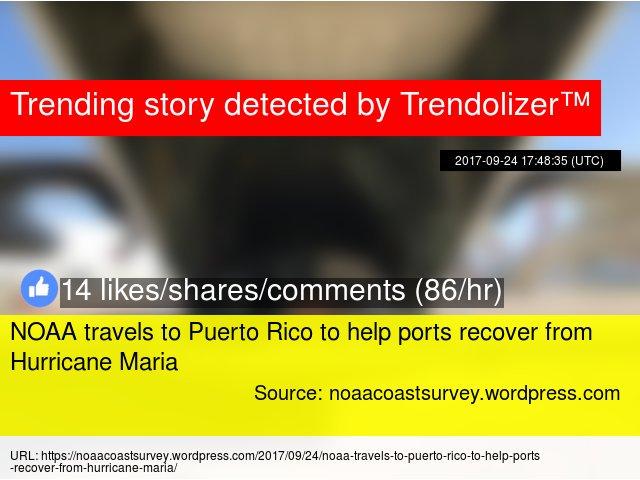 Trending story detected by Trendolizer™
2017-09-24 17:48:35 (UTC)
14 likes/shares/comments (86/hr)
NOAA travels to Puerto Rico to help ports recover from
Hurricane Maria
Source: noaacoastsurvey.wordpress.com
URL: https://noaacoastsurvey.wordpress.com/2017/09/24/noaa-travels-to-puerto-rico-to-help-ports
-recover-from-hurricane-maria/